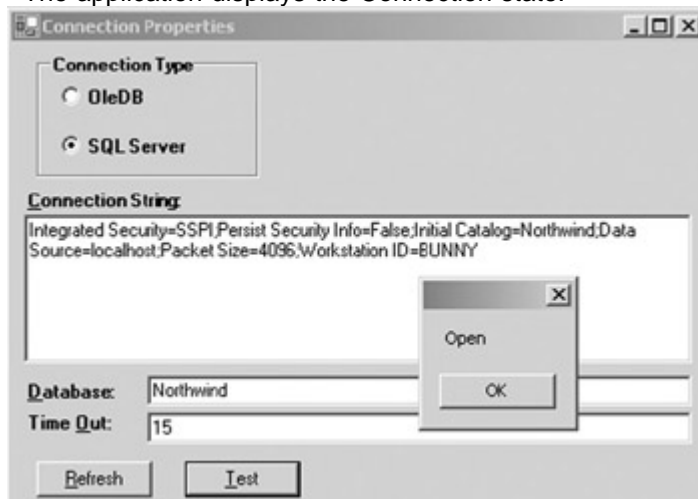 The application displays the Connection state.
Connection Properties
Connection Type
OleDB
SQL Server
Connection String:
Integrated Security=SSPI;Persist Security Info=False;Initial Catalog=Northwind;Data
Source=localhost;Packet Size=4096;Workstation ID=BUNNY
Open
OK
Database:
Northwind
Time Out:
15
Refresh
Test